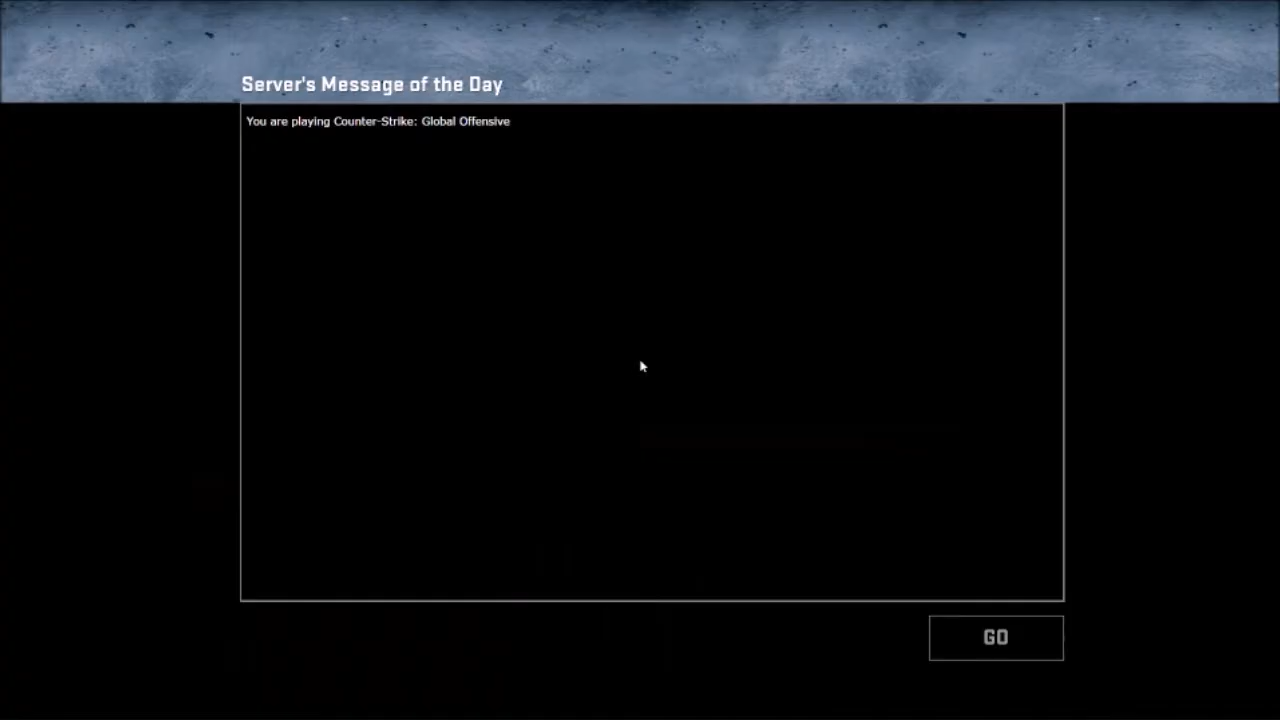 Server's Message of the Day
You are playing Counter-Strike: Global Offensive
GO